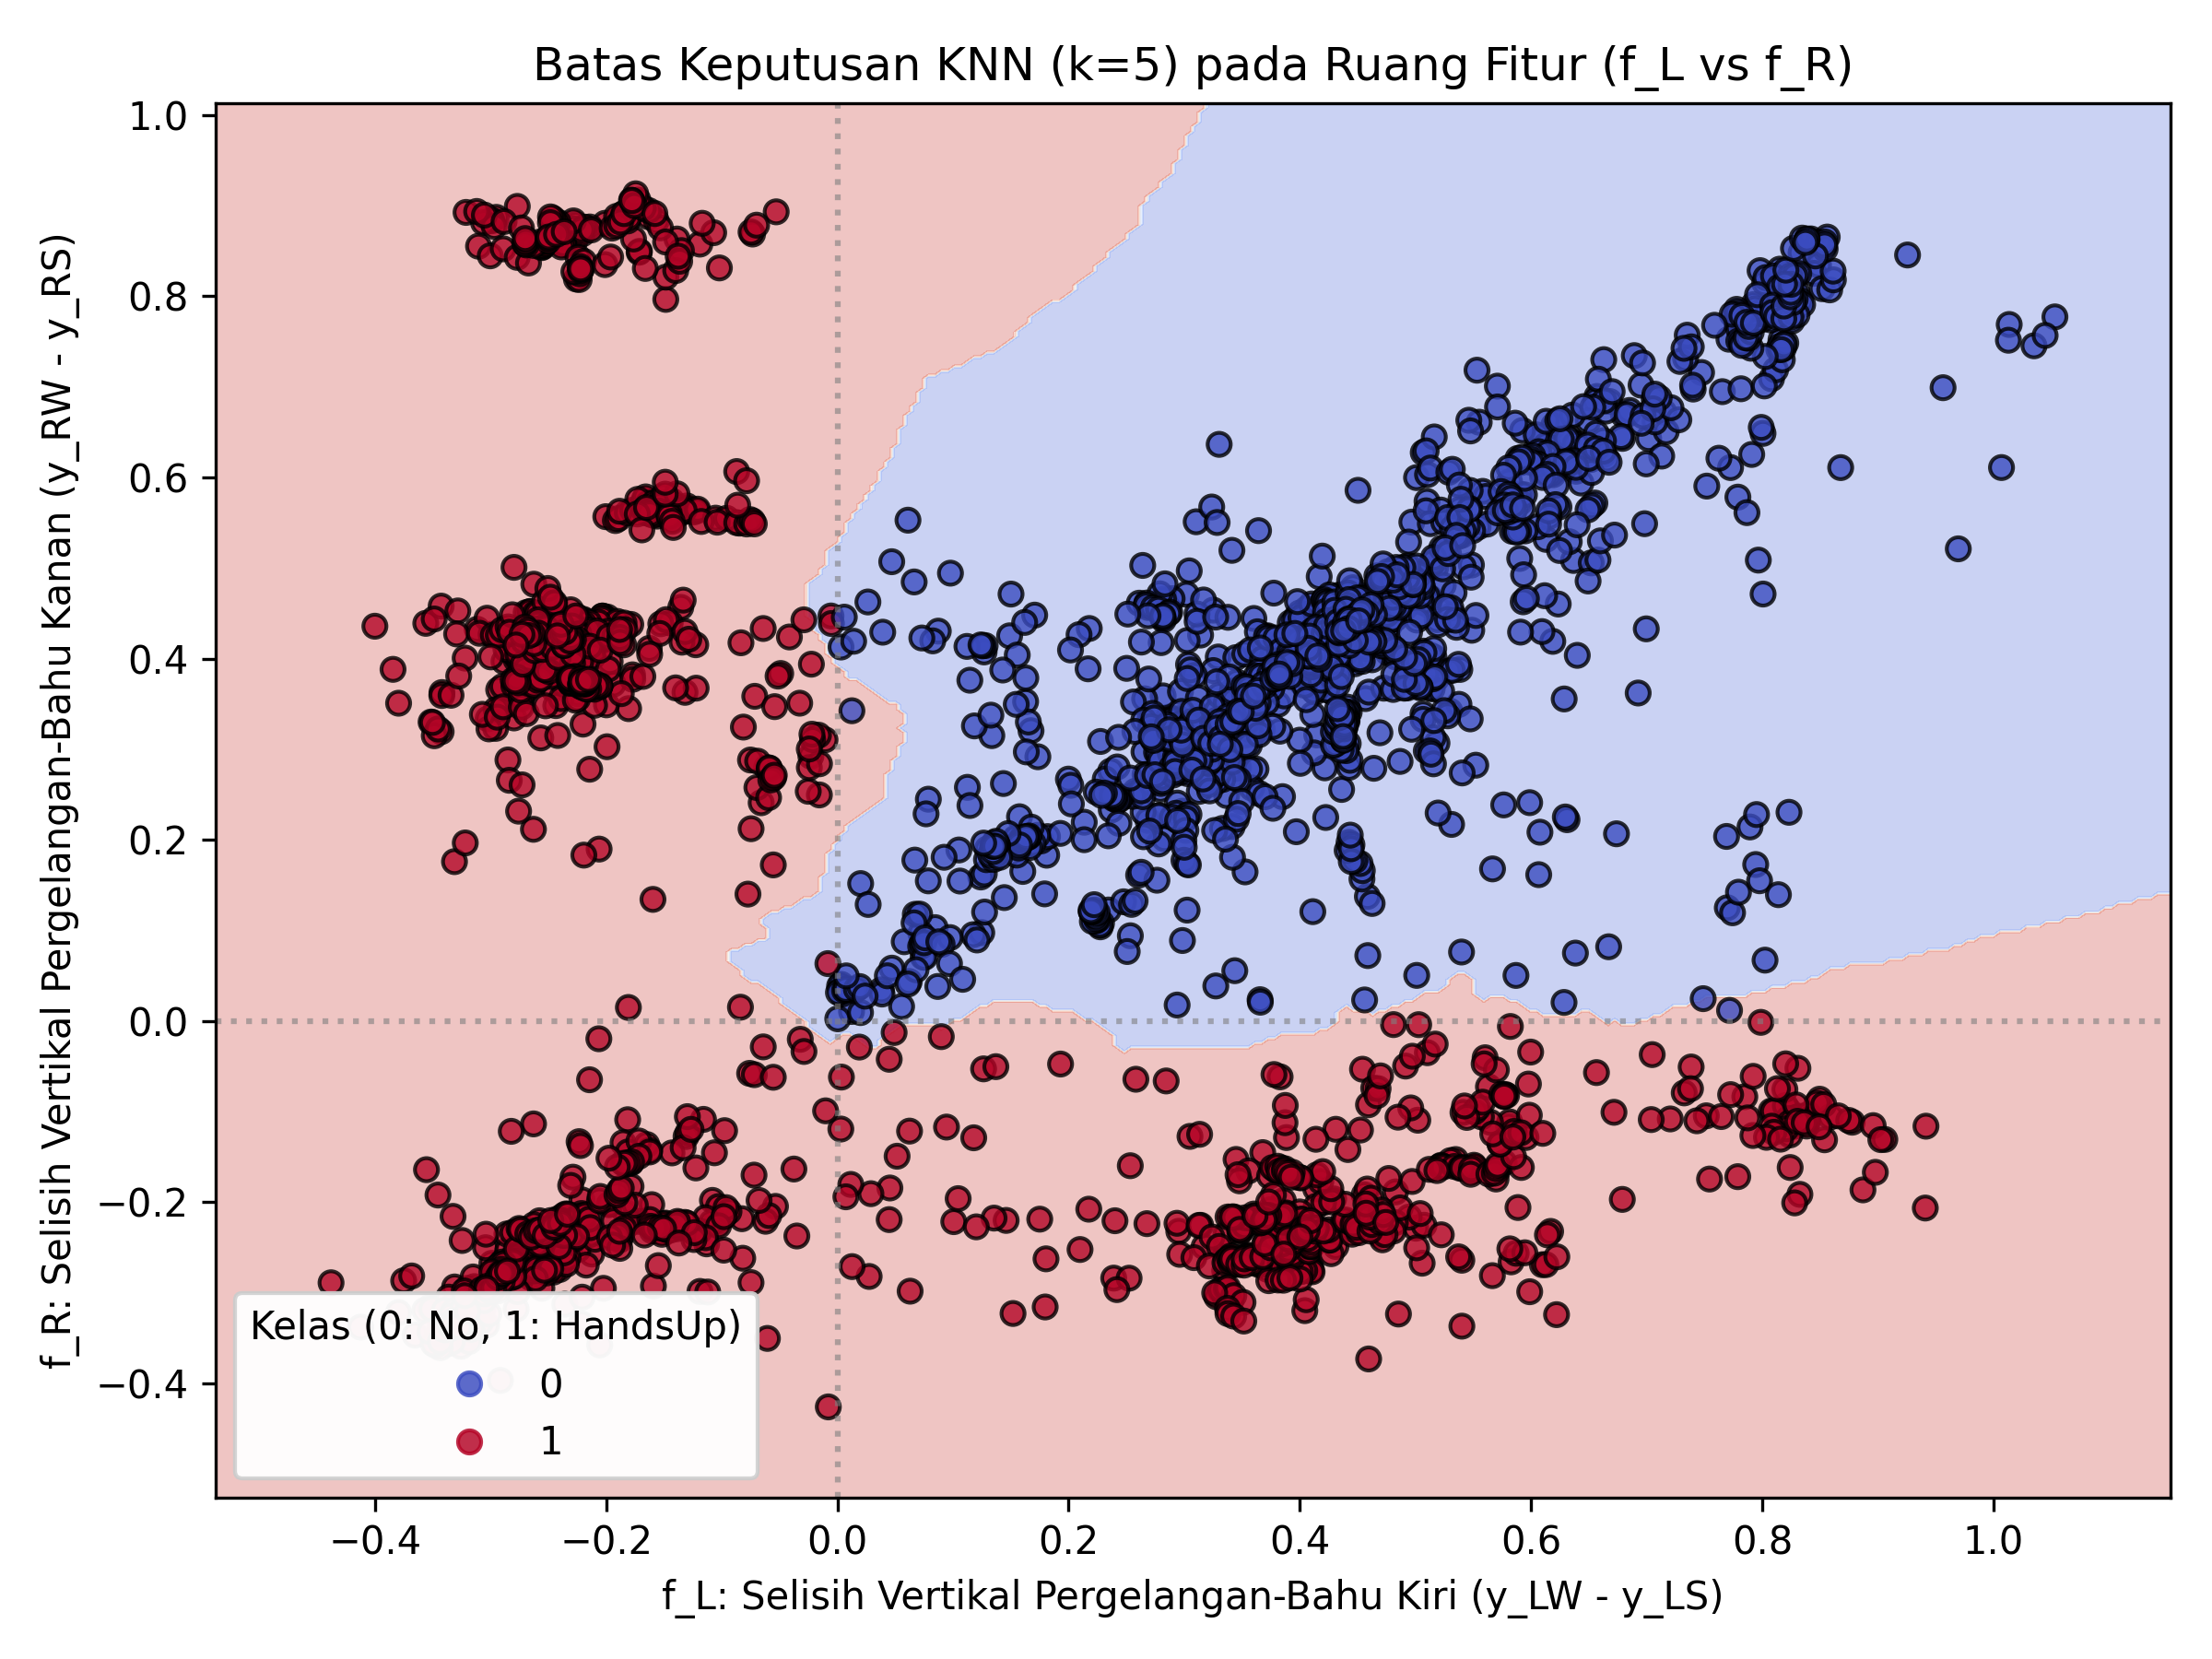 Batas Keputusan KNN (k=5) pada Ruang Fitur (f_L vs f_R)
f_R: Selisih Vertikal Pergelangan-Bahu Kanan (y_RW - y_RS)
1.0
0.8
0.6
0.4
0.2
0.0
−0.2
−0.4
Kelas (0: No, 1: HandsUp)
0
1
−0.4 −0.2 0.0 0.2 0.4 0.6 0.8 1.0
f_L: Selisih Vertikal Pergelangan-Bahu Kiri (y_LW - y_LS)